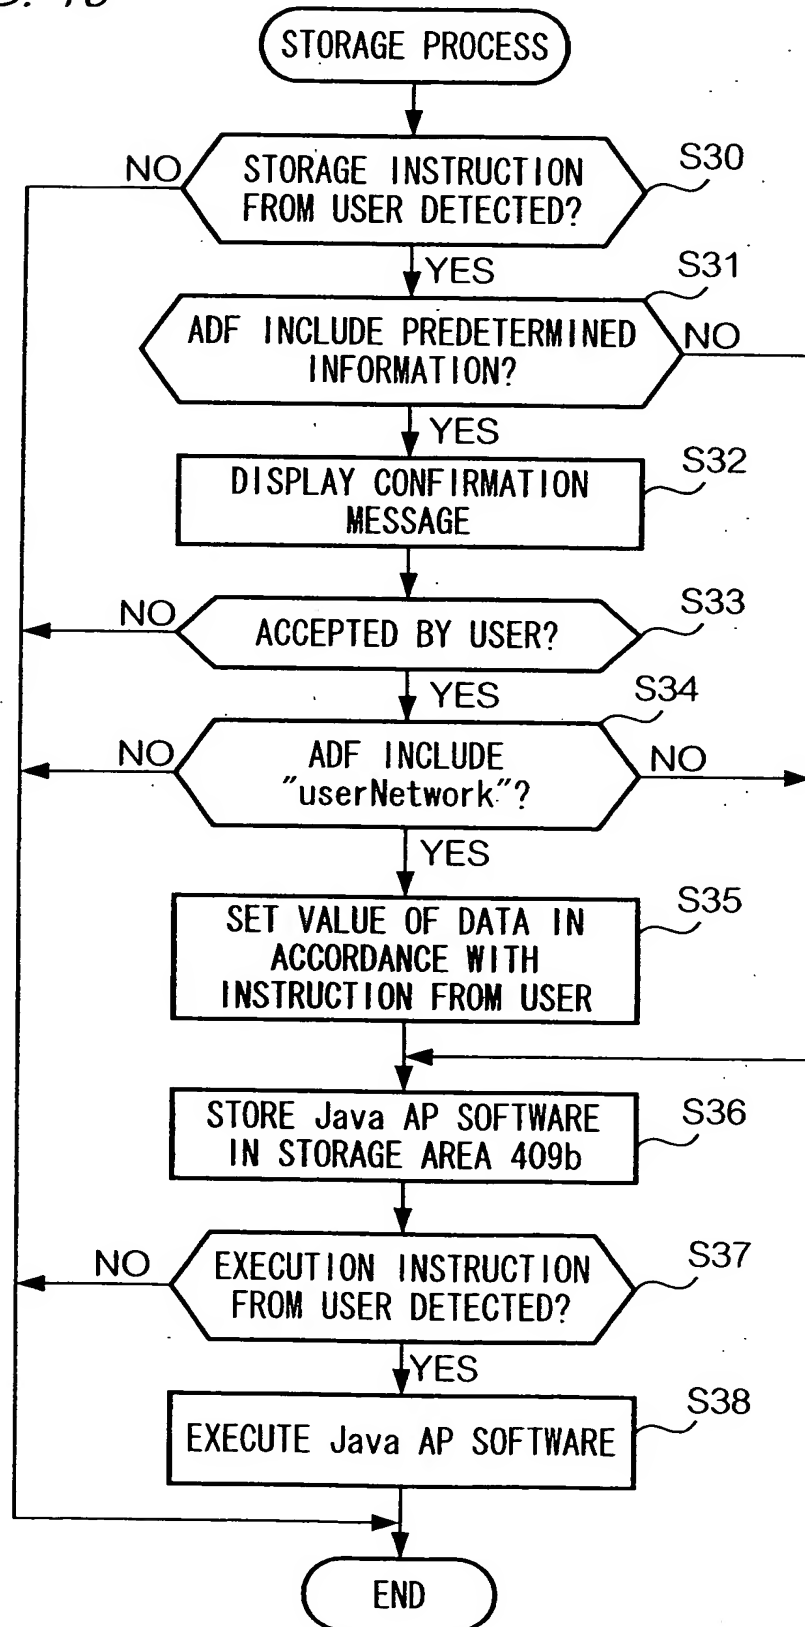 STORAGE PROCESS
NO
STORAGE INSTRUCTION
FROM USER DETECTED?
S30
YES
S31
ADF INCLUDE PREDETERMINED
INFORMATION?
NO
YES
S32
DISPLAY CONFIRMATION
MESSAGE
NO
ACCEPTED BY USER?
S33
YES
S34
NO
ADF INCLUDE
"userNetwork"?
NO
YES
S35
SET VALUE OF DATA IN
ACCORDANCE WITH
INSTRUCTION FROM USER
STORE Java AP SOFTWARE
IN STORAGE AREA 409b
S36
NO
EXECUTION INSTRUCTION
FROM USER DETECTED?
S37
YES
S38
EXECUTE Java AP SOFTWARE
END